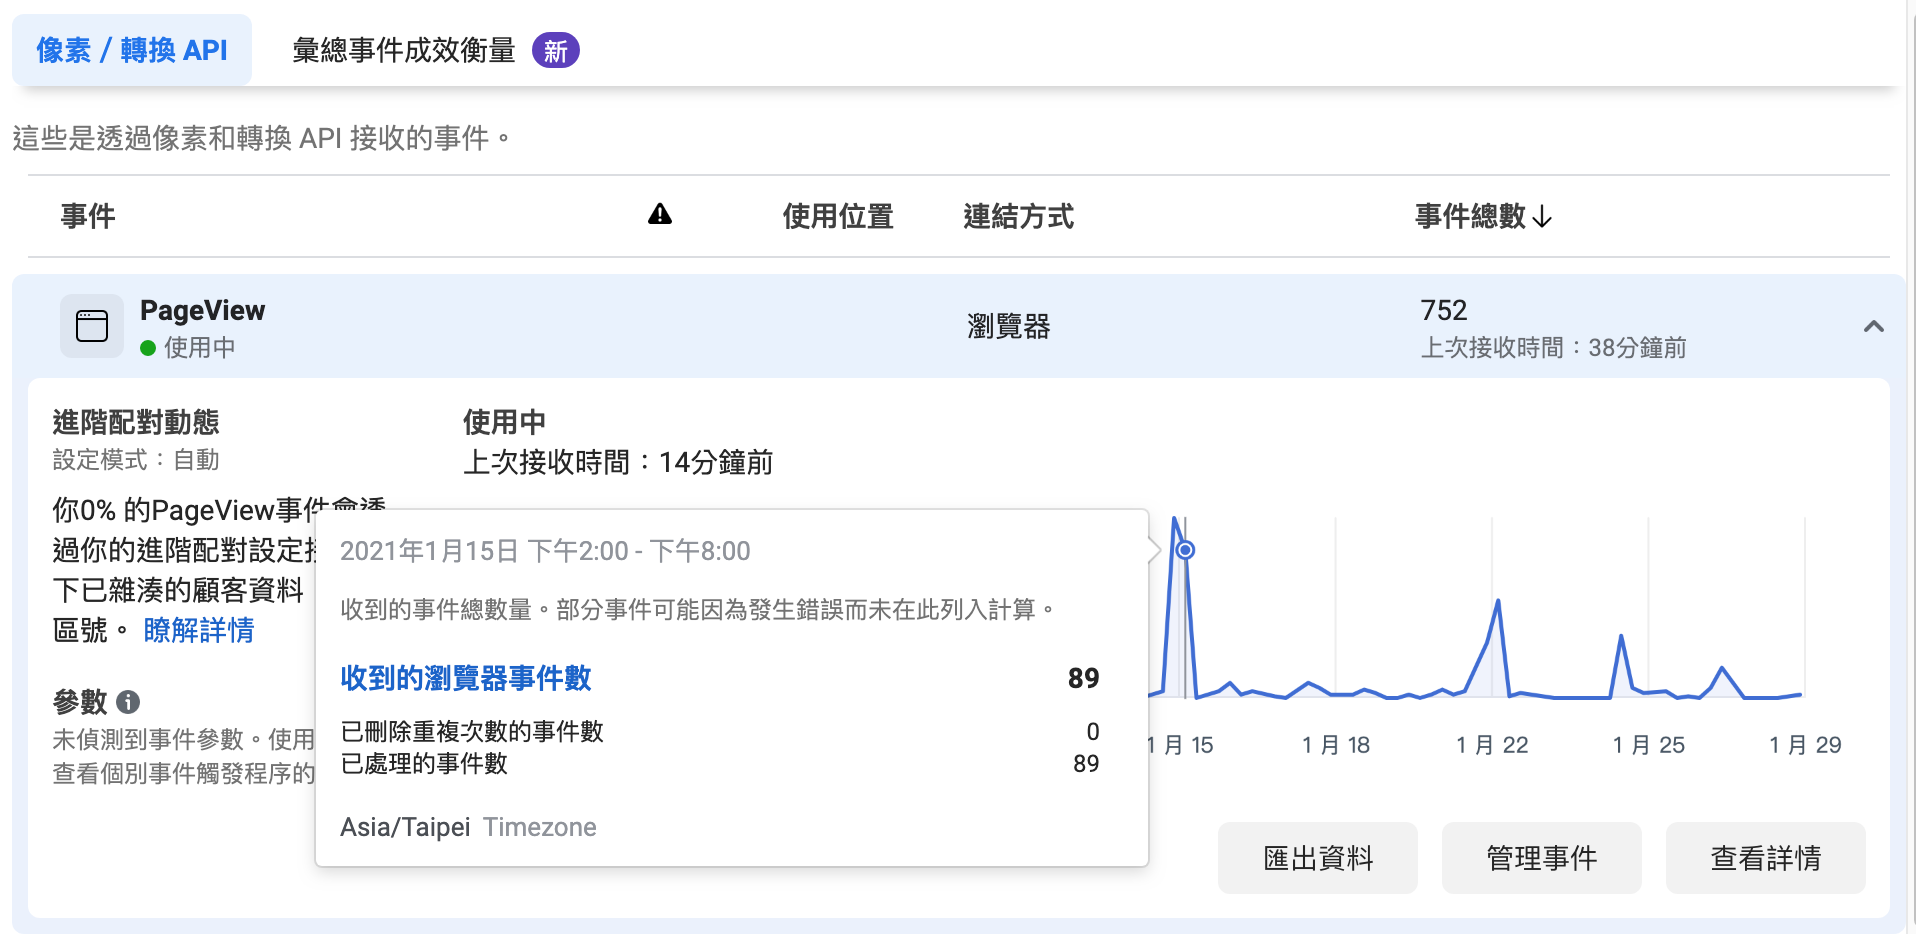 像素 / 轉換 API
彙總事件成效衡量 新
這些是透過像素和轉換 API 接收的事件。
事件 使用位置 連結方式 事件總數↓
PageView
使用中
瀏覽器
752
上次接收時間：38分鐘前
進階配對動態
設定模式：自動
使用中
上次接收時間：14分鐘前
你0% 的PageView事件會透
過你的進階配對設定
下已雜湊的顧客資料
區號。 瞭解詳情
參數
未偵測到事件參數。使用
查看個別事件觸發程序的
2021年1月15日 下午2:00 - 下午8:00
收到的事件總數量。部分事件可能因為發生錯誤而未在此列入計算。
收到的瀏覽器事件數 89
已刪除重複次數的事件數 0
已處理的事件數 89
Asia/Taipei Timezone
1 月 15 1 月 18 1 月 22 1 月 25 1 月 29
匯出資料 管理事件 查看詳情